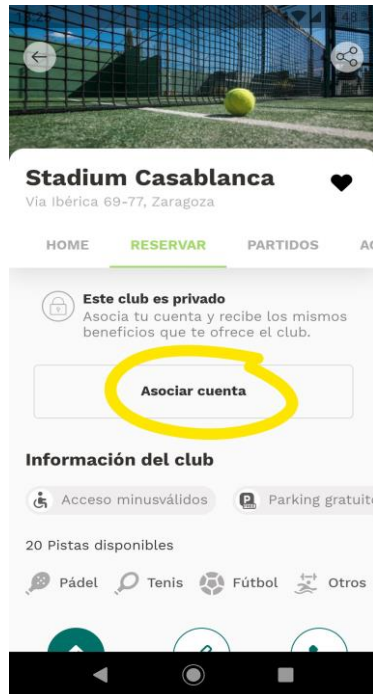 Stadium Casablanca
Vía Ibérica 69-77, Zaragoza
HOME RESERVAR PARTIDOS
Este club es privado
Asocia tu cuenta y recibe los mismos
beneficios que te ofrece el club.
Asociar cuenta
Información del club
Acceso minusválidos Parking gratuit
20 Pistas disponibles
Pádel Tenis Fútbol Otros